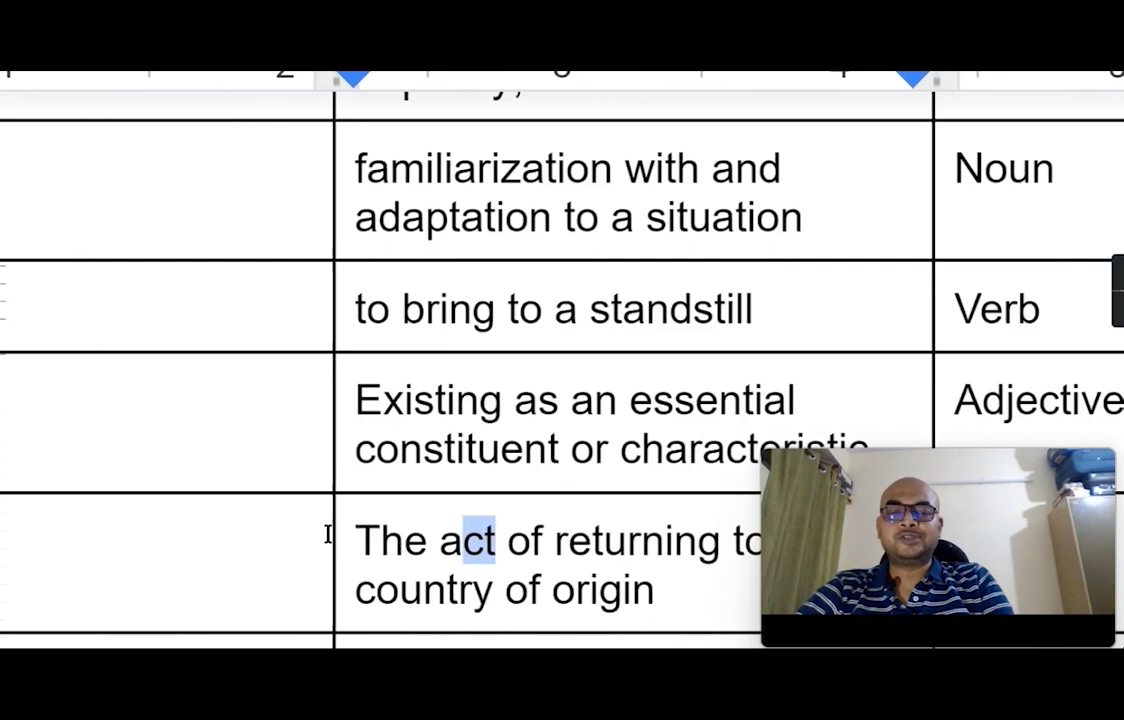 familiarization with and
adaptation to a situation
Noun
to bring to a standstill
Verb
Existing as an essential
constituent or characteristic
Adjective
The act of returning to
country of origin